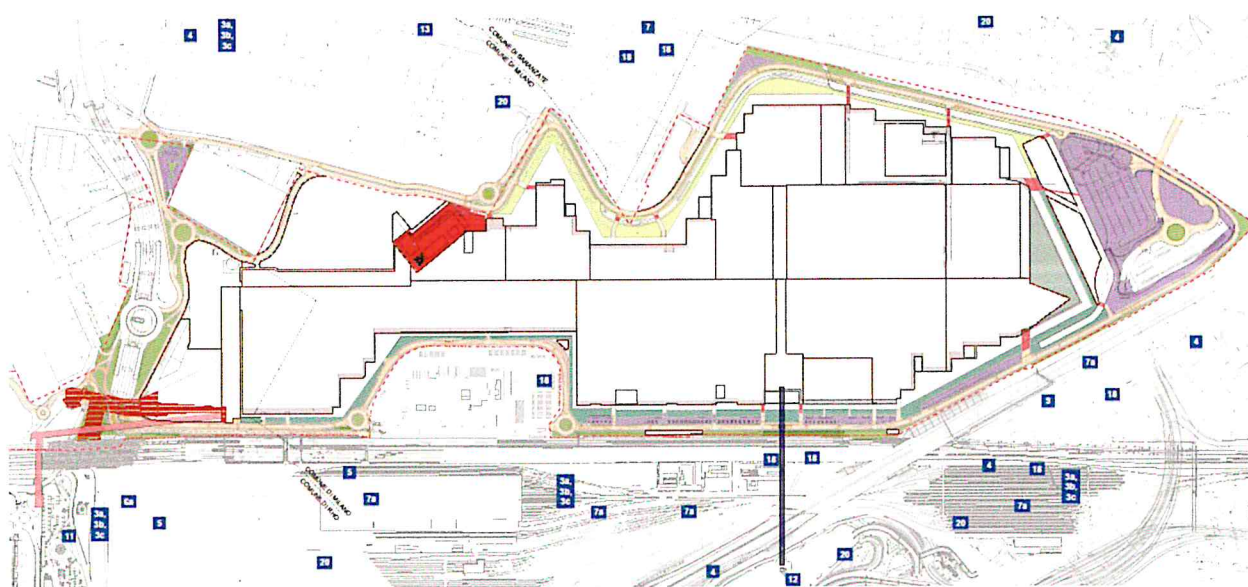 4
3a,
3b,
3c
13
7
18
18
20
4
COMUNE DI BARANZATE
COMUNE DI MILANO
20
4
7a
18
3
18
5
COMUNE DI MILANO
COMUNE DI RHO
7a
3a,
3b,
3c
7a
7a
18
18
4
18
3a,
3b,
3c
7a
20
20
20
4
12
11
3a,
3b,
3c
5